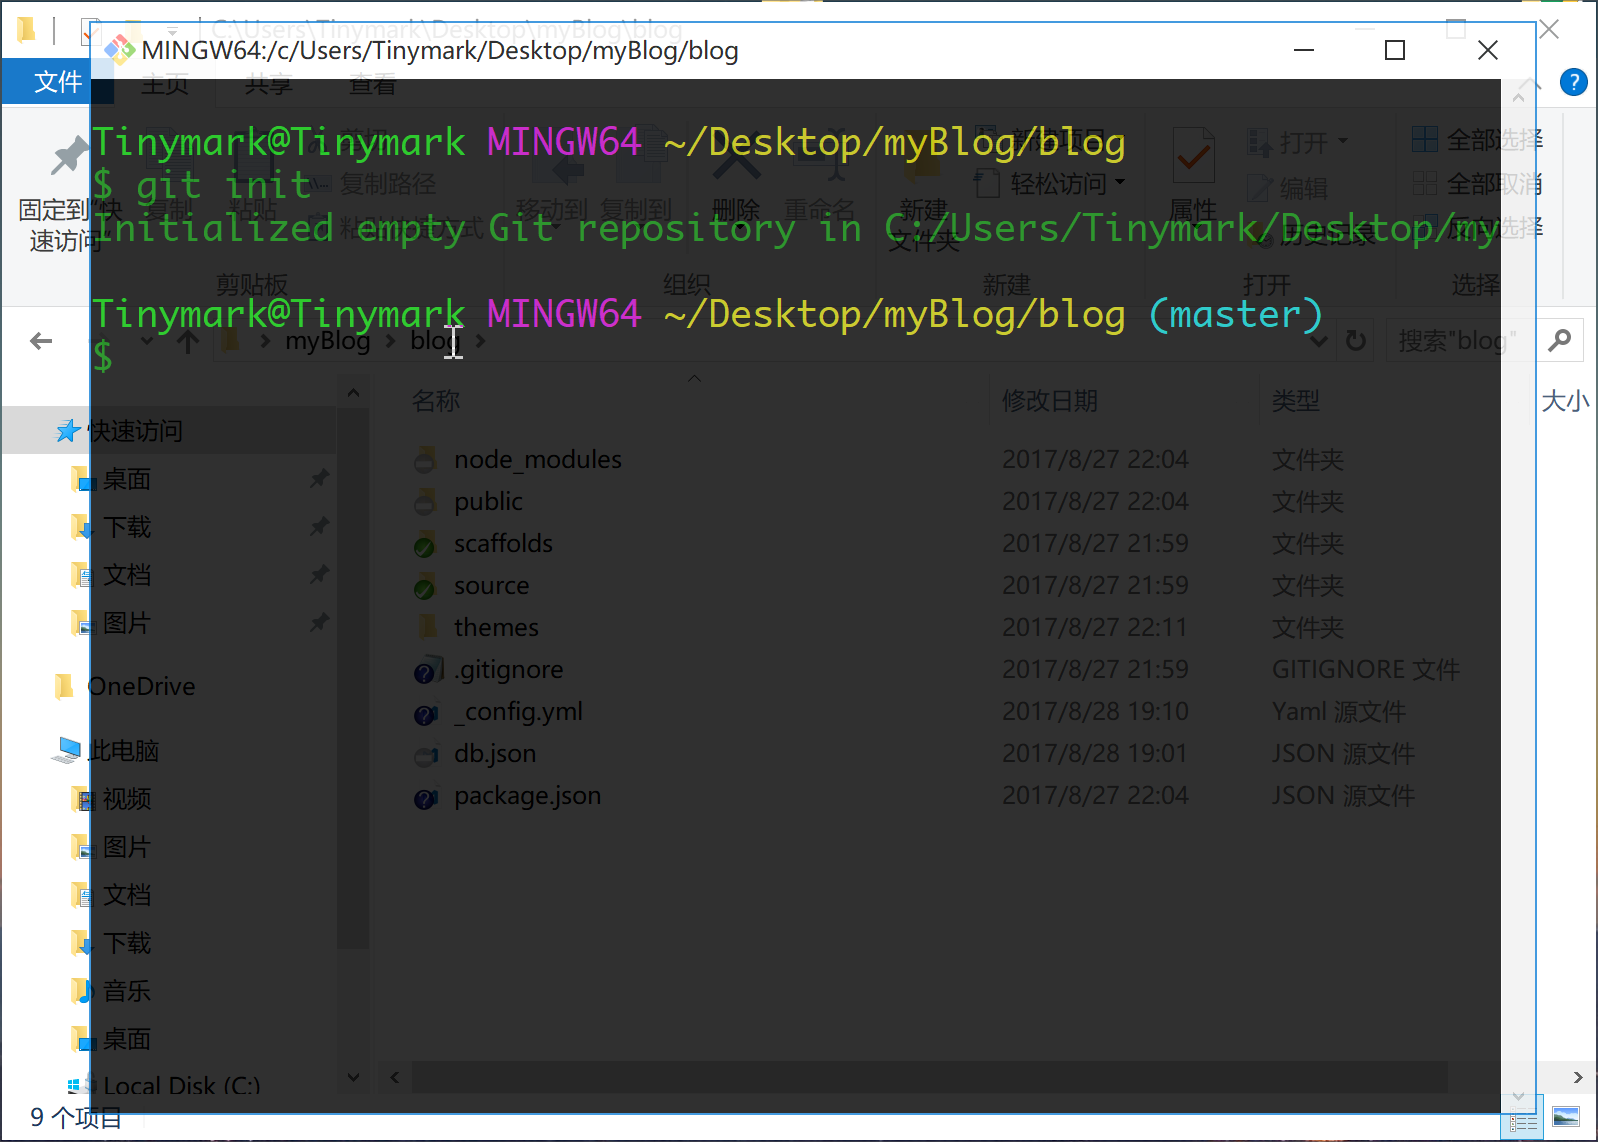 C:\Users\Tinymark\Desktop\myBlog\blog
MINGW64:/c/Users/Tinymark/Desktop/myBlog/blog
文件
主页
共享
查看
Tinymark@Tinymark MINGW64 ~/Desktop/myBlog/blog
$ git init
Initialized empty Git repository in C:/Users/Tinymark/Desktop/my
Tinymark@Tinymark MINGW64 ~/Desktop/myBlog/blog (master)
$
固定到"快
速访问"
复制
粘贴
剪切
复制路径
粘贴快捷方式
剪贴板
移动到
复制到
删除
重命名
组织
新建
文件夹
新建项目
轻松访问
新建
属性
打开
编辑
历史记录
打开
全部选择
全部取消
反向选择
选择
myBlog
blog
搜索"blog"
名称
修改日期
类型
大小
快速访问
桌面
下载
文档
图片
OneDrive
此电脑
视频
图片
文档
下载
音乐
桌面
Local Disk (C:)
node_modules 2017/8/27 22:04 文件夹
public 2017/8/27 22:04 文件夹
scaffolds 2017/8/27 21:59 文件夹
source 2017/8/27 21:59 文件夹
themes 2017/8/27 22:11 文件夹
.gitignore 2017/8/27 21:59 GITIGNORE 文件
_config.yml 2017/8/28 19:10 Yaml 源文件
db.json 2017/8/28 19:01 JSON 源文件
package.json 2017/8/27 22:04 JSON 源文件
9 个项目